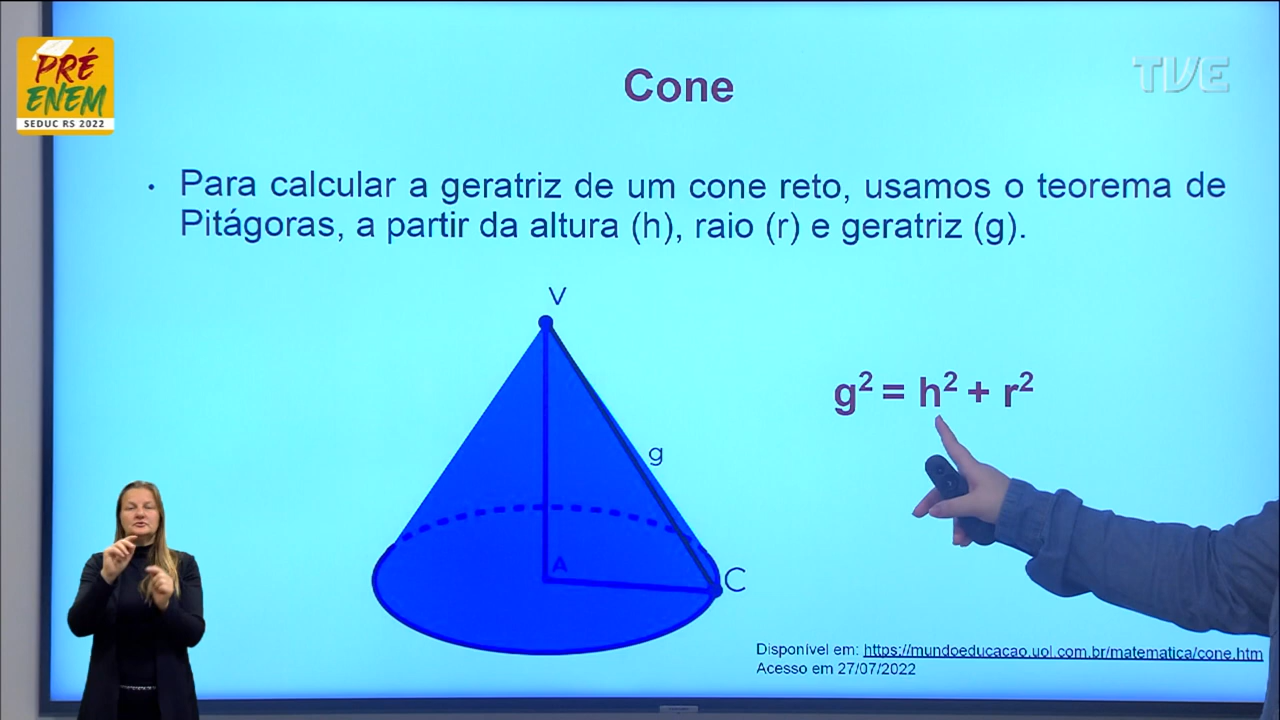 PRÉ
ENEM
SEDUC RS 2022
TVE
Cone
• Para calcular a geratriz de um cone reto, usamos o teorema de
Pitágoras, a partir da altura (h), raio (r) e geratriz (g).
V
g² = h² + r²
g
A
C
Disponível em: https://mundoeducacao.uol.com.br/matematica/cone.htm
Acesso em 27/07/2022